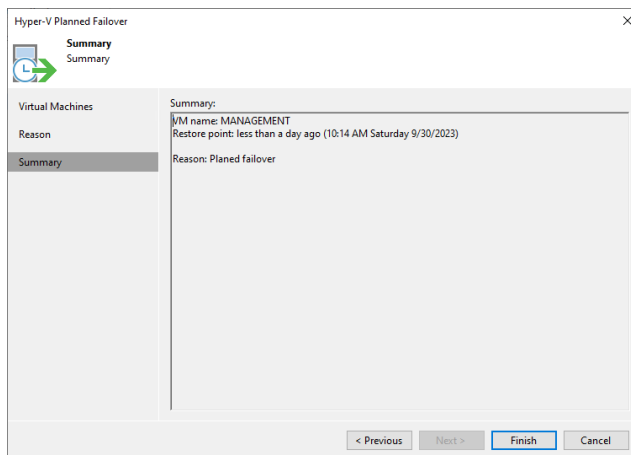 Hyper-V Planned Failover
Summary
Summary
Virtual Machines
Reason
Summary
Summary:
VM name: MANAGEMENT
Restore point: less than a day ago (10:14 AM Saturday 9/30/2023)
Reason: Planed failover
< Previous
Next >
Finish
Cancel